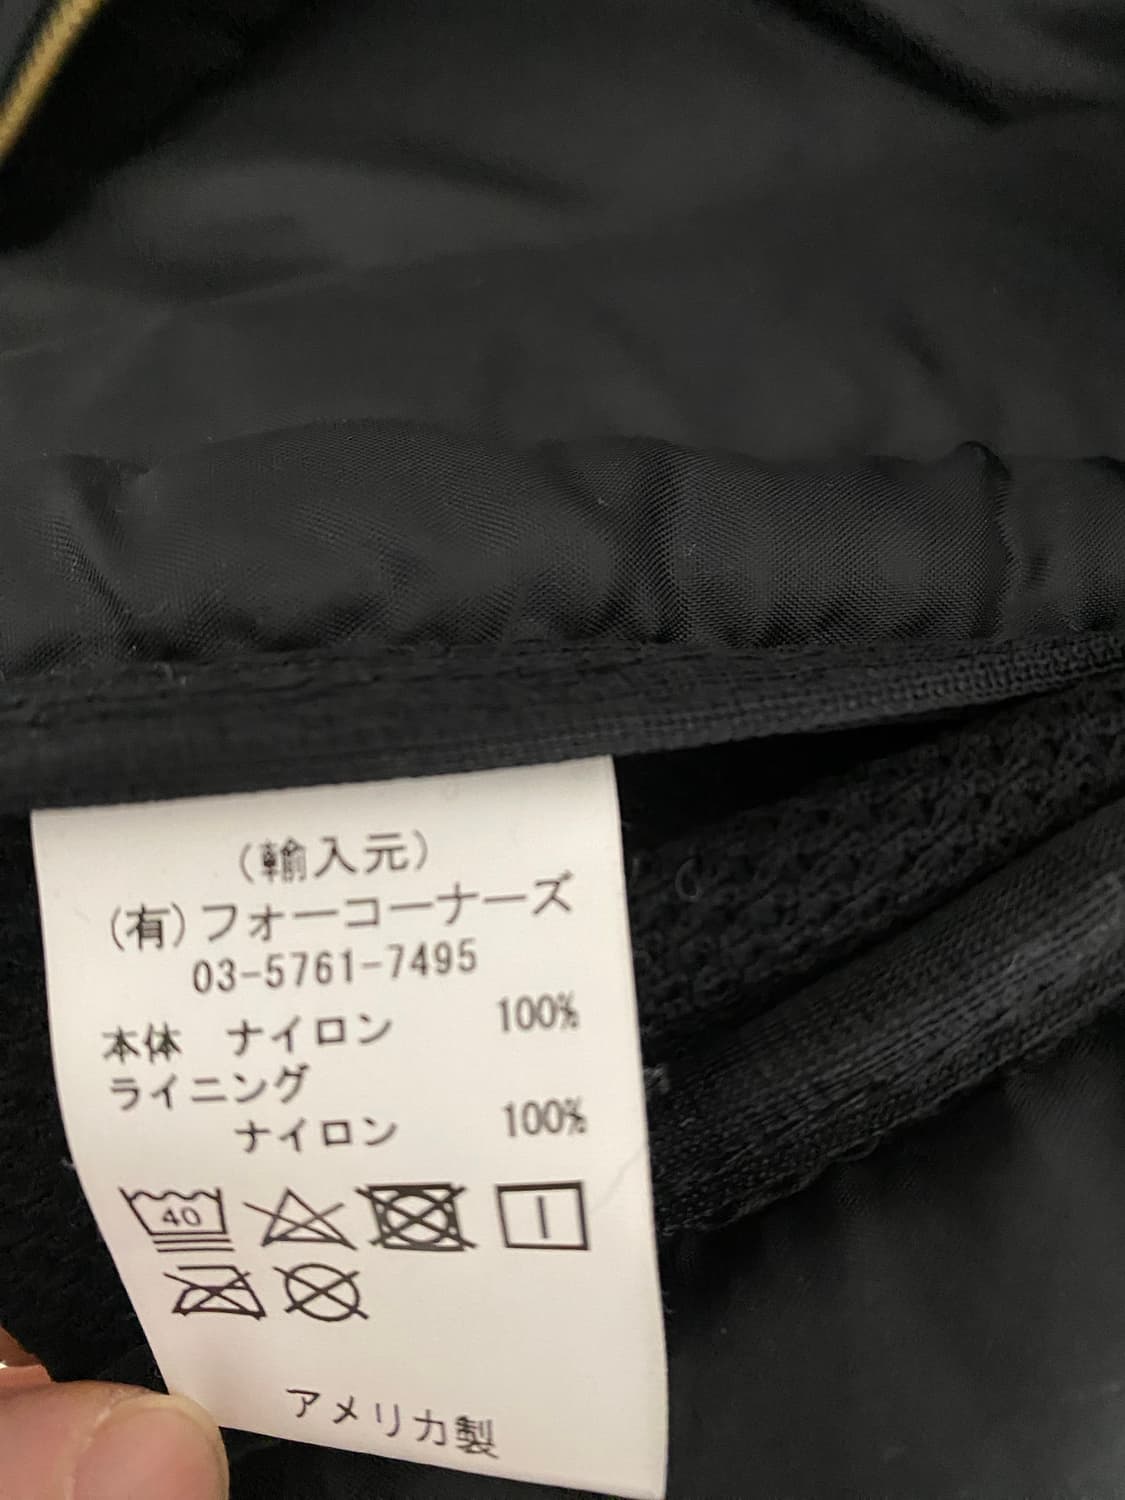 (輸入元)
(有)フォーコーナーズ
03-5761-7495
本体 ナイロン 100%
ライニング
ナイロン 100%
40
アメリカ製